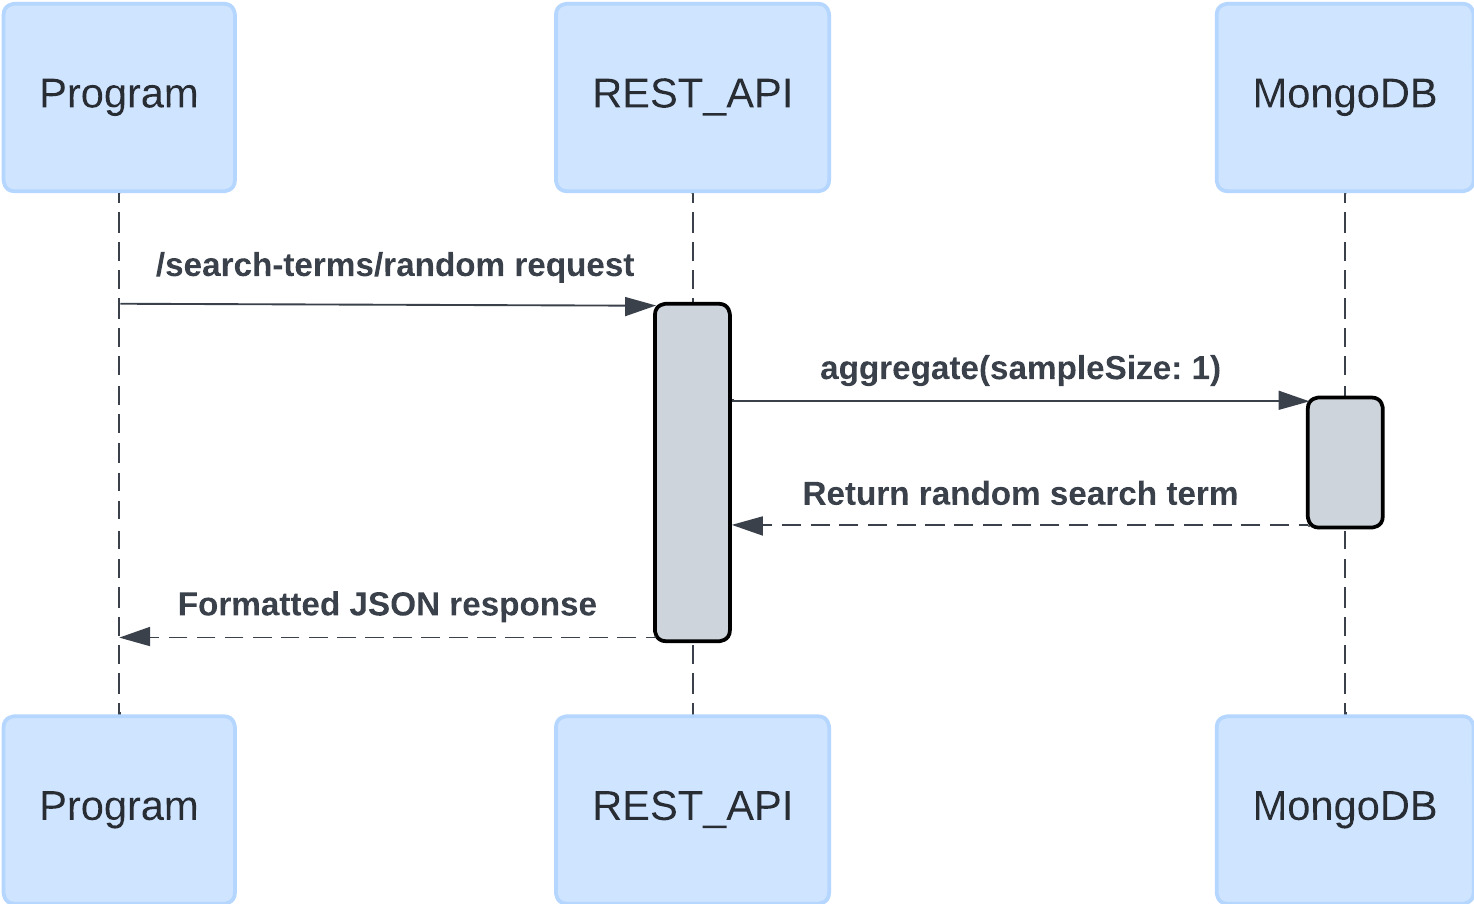 Program
REST_API
MongoDB
/search-terms/random request
aggregate(sampleSize: 1)
Return random search term
Formatted JSON response
Program
REST_API
MongoDB